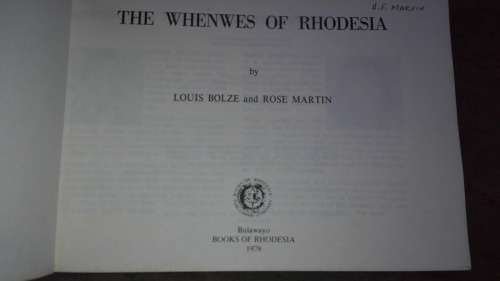 THE WHENWES OF RHODESIA
by
LOUIS BOLZE and ROSE MARTIN
Bulawayo
BOOKS OF RHODESIA
1978